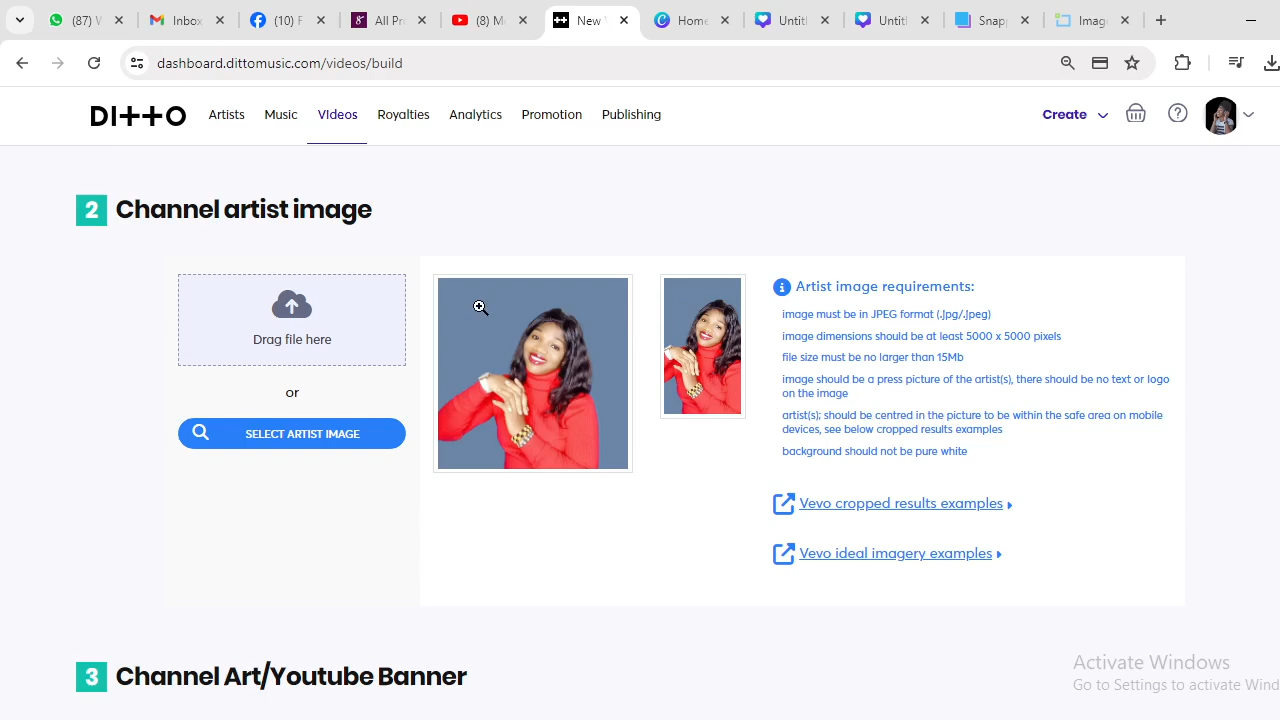 (87) W
Inbox
(10) F
All Pr
(8) M
New V
Home
Untitl
Untitl
Snap
Imag
dashboard.dittomusic.com/videos/build
DITTO
Artists
Music
Videos
Royalties
Analytics
Promotion
Publishing
Create
2 Channel artist image
Drag file here
or
SELECT ARTIST IMAGE
Artist image requirements:
image must be in JPEG format (.jpg/.jpeg)
image dimensions should be at least 5000 x 5000 pixels
file size must be no larger than 15Mb
image should be a press picture of the artist(s), there should be no text or logo
on the image
artist(s); should be centred in the picture to be within the safe area on mobile
devices, see below cropped results examples
background should not be pure white
Vevo cropped results examples
Vevo ideal imagery examples
3 Channel Art/Youtube Banner
Activate Windows
Go to Settings to activate Wind